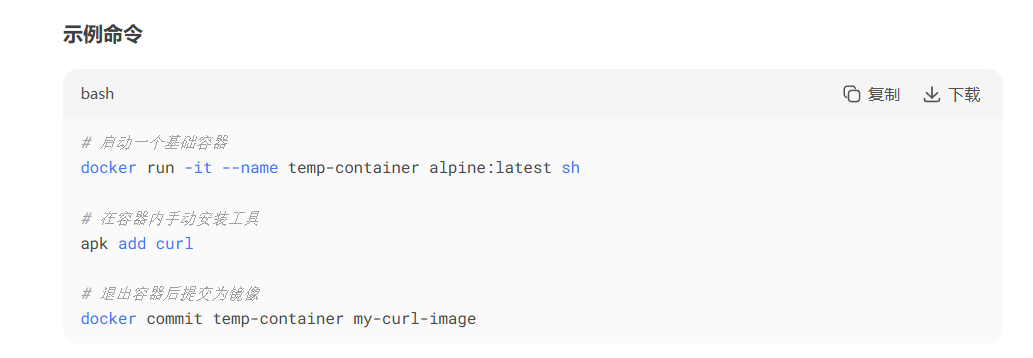 示例命令
bash
复制
下载
# 启动一个基础容器
docker run -it --name temp-container alpine:latest sh
# 在容器内手动安装工具
apk add curl
# 退出容器后提交为镜像
docker commit temp-container my-curl-image